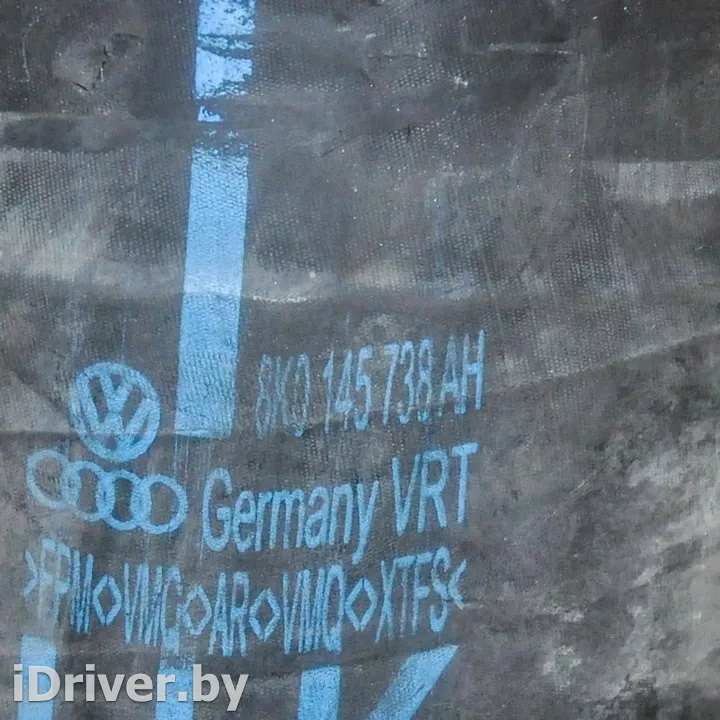 8K0 145 738 AH
Germany VRT
>FPM◇VMQ◇AR◇VMQ◇XTFS<
iDriver.by